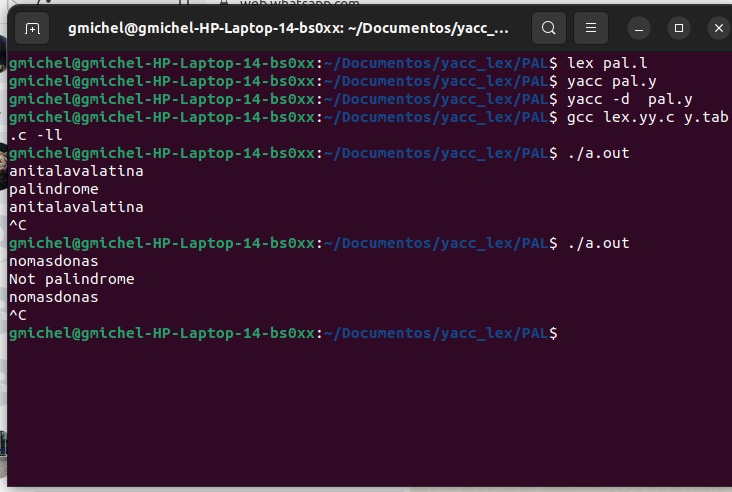 web.whatsapp.com
gmichel@gmichel-HP-Laptop-14-bs0xx: ~/Documentos/yacc_...
gmichel@gmichel-HP-Laptop-14-bs0xx:~/Documentos/yacc_lex/PAL$ lex pal.l
gmichel@gmichel-HP-Laptop-14-bs0xx:~/Documentos/yacc_lex/PAL$ yacc pal.y
gmichel@gmichel-HP-Laptop-14-bs0xx:~/Documentos/yacc_lex/PAL$ yacc -d  pal.y
gmichel@gmichel-HP-Laptop-14-bs0xx:~/Documentos/yacc_lex/PAL$ gcc lex.yy.c y.tab
.c -ll
gmichel@gmichel-HP-Laptop-14-bs0xx:~/Documentos/yacc_lex/PAL$ ./a.out
anitalavalatina
palindrome
anitalavalatina
^C
gmichel@gmichel-HP-Laptop-14-bs0xx:~/Documentos/yacc_lex/PAL$ ./a.out
nomasdonas
Not palindrome
nomasdonas
^C
gmichel@gmichel-HP-Laptop-14-bs0xx:~/Documentos/yacc_lex/PAL$